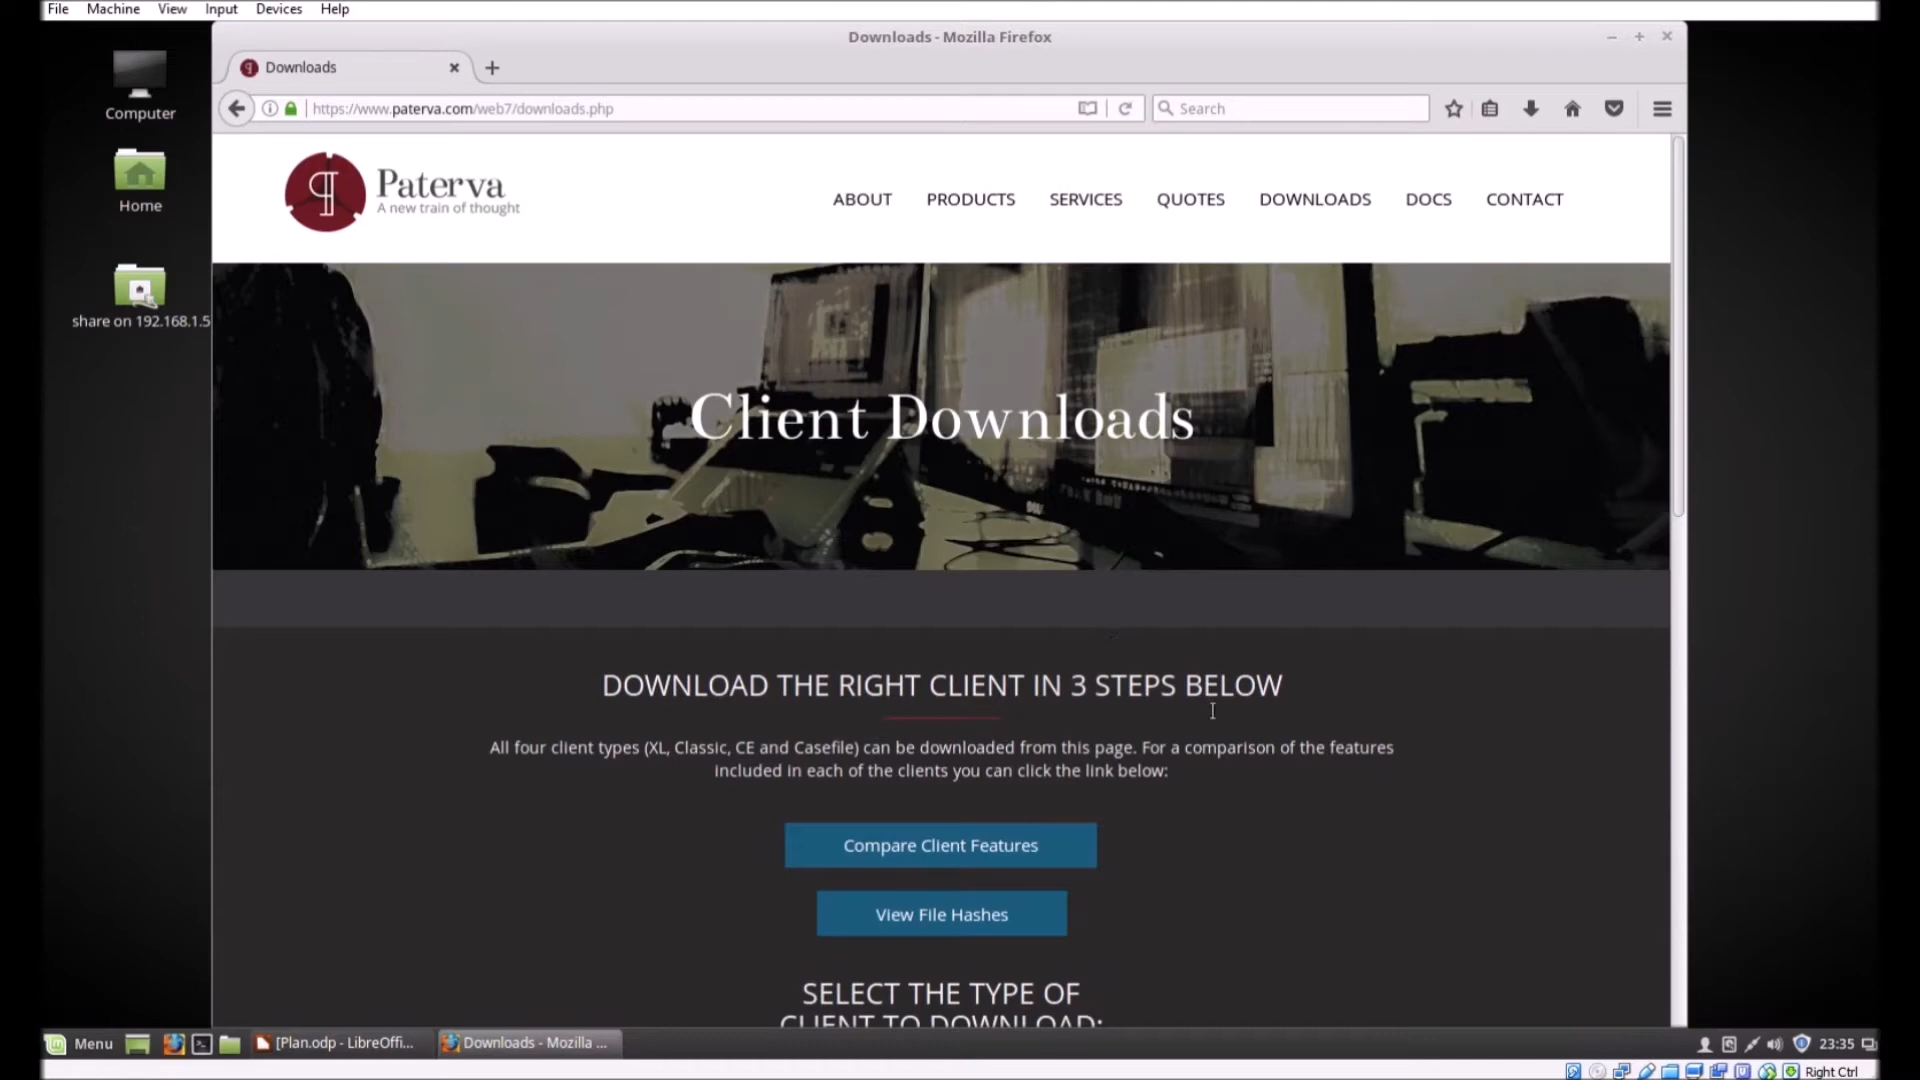 File Machine View Input Devices Help
Downloads - Mozilla Firefox
Downloads
https://www.paterva.com/web7/downloads.php
Search
Computer
Home
share on 192.168.1.5
Paterva
A new train of thought
ABOUT PRODUCTS SERVICES QUOTES DOWNLOADS DOCS CONTACT
Client Downloads
DOWNLOAD THE RIGHT CLIENT IN 3 STEPS BELOW
All four client types (XL, Classic, CE and Casefile) can be downloaded from this page. For a comparison of the features
included in each of the clients you can click the link below:
Compare Client Features
View File Hashes
SELECT THE TYPE OF
CLIENT TO DOWNLOAD:
Menu [Plan.odp - LibreOffi... Downloads - Mozilla ... 23:35
Right Ctrl